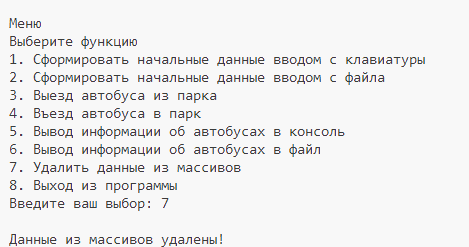 Меню
Выберите функцию
1. Сформировать начальные данные вводом с клавиатуры
2. Сформировать начальные данные вводом с файла
3. Выезд автобуса из парка
4. Въезд автобуса в парк
5. Вывод информации об автобусах в консоль
6. Вывод информации об автобусах в файл
7. Удалить данные из массивов
8. Выход из программы
Введите ваш выбор: 7
Данные из массивов удалены!